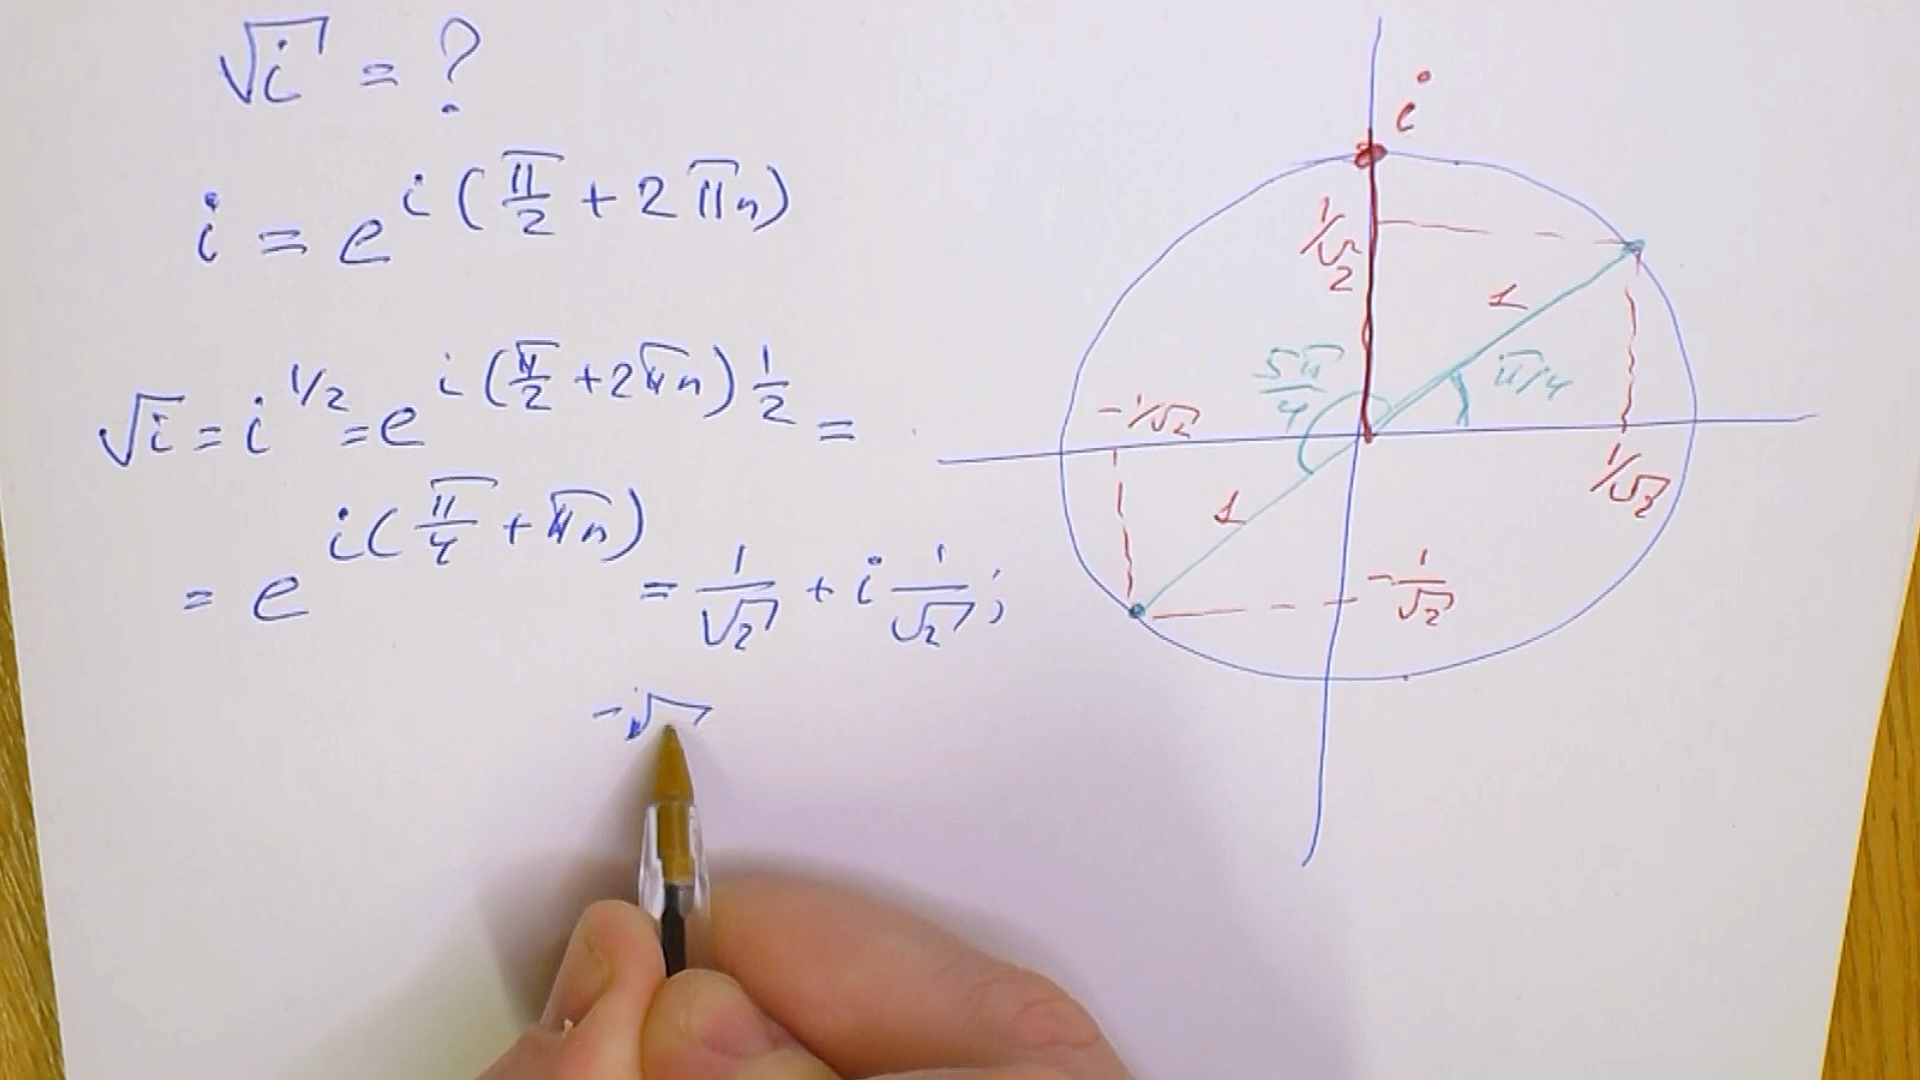 √i = ?
i = e^{i(π/2 + 2πn)}
√i = i^{1/2} = e^{i(π/2 + 2πn) 1/2} =
= e^{i(π/4 + πn)} = 1/√2 + i 1/√2 ;
-√
i
1/√2
1
5π/4
π/4
-1/√2
1/√2
1
-1/√2